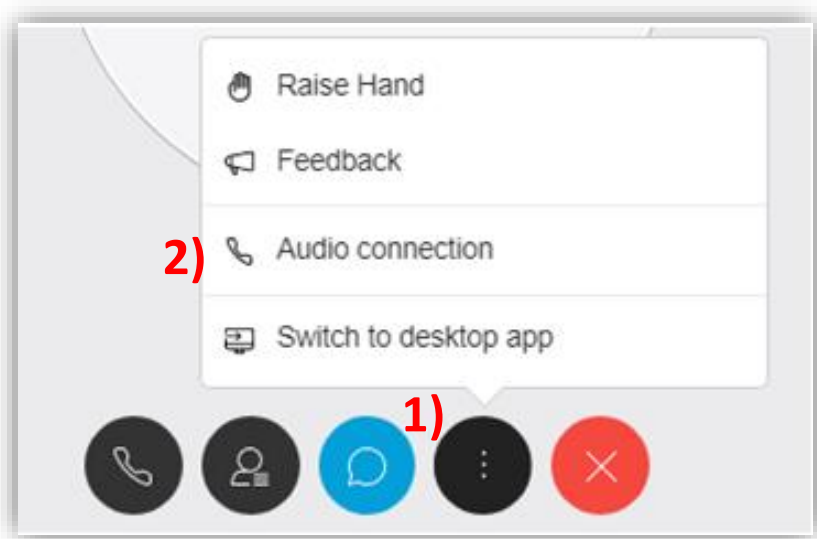 Raise Hand
Feedback
2) Audio connection
Switch to desktop app
1)